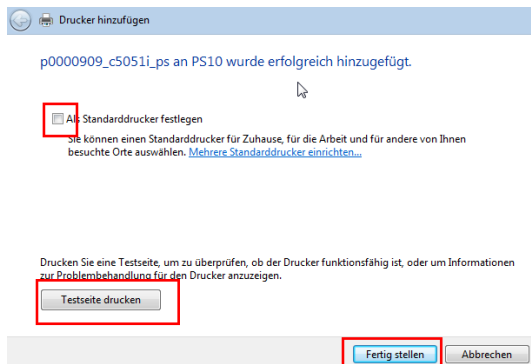 Drucker hinzufügen
p0000909_c5051i_ps an PS10 wurde erfolgreich hinzugefügt.
Als Standarddrucker festlegen
Sie können einen Standarddrucker für Zuhause, für die Arbeit und für andere von Ihnen
besuchte Orte auswählen. Mehrere Standarddrucker einrichten...
Drucken Sie eine Testseite, um zu überprüfen, ob der Drucker funktionsfähig ist, oder um Informationen
zur Problembehandlung für den Drucker anzuzeigen.
Testseite drucken
Fertig stellen
Abbrechen